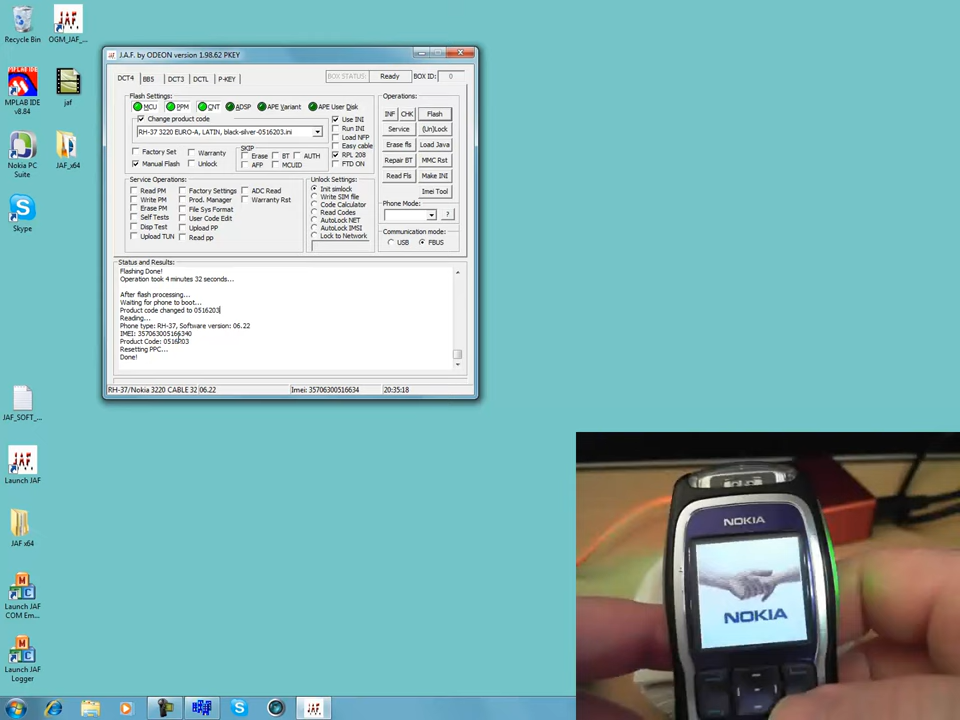 Recycle Bin
OGM_JAF_...
MPLAB IDE v8.84
jaf
Nokia PC Suite
JAF_x64
Skype
JAF_SOFT_...
Launch JAF
JAF x64
Launch JAF COM Em...
Launch JAF Logger
JAF
J.A.F. by ODEON version 1.98.62 PKEY
DCT4 BB5 DCT3 DCTL P-KEY
BOX STATUS: Ready BOX ID: 0
Flash Settings:
MCU PPM CNT ADSP APE Variant APE User Disk
Change product code
RH-37 3220 EURO-A, LATIN, black-silver-0516203.ini
Factory Set Warranty
Manual Flash Unlock
SKIP
Erase BT AUTH
AFP MCUID
Use INI
Run INI
Load NFP
Easy cable
RPL 208
FTD ON
Operations:
INF CHK Flash
Service (Un)Lock
Erase fls Load Java
Repair BT MMC Rst
Read Fls Make INI
Imei Tool
Phone Mode:
?
Communication mode:
USB FBUS
Service Operations:
Read PM Factory Settings ADC Read
Write PM Prod. Manager Warranty Rst
Erase PM File Sys Format
Self Tests User Code Edit
Disp Test Upload PP
Upload TUN Read pp
Unlock Settings:
Init simlock
Write SIM file
Code Calculator
Read Codes
AutoLock NET
AutoLock IMSI
Lock to Network
Status and Results:
Flashing Done!
Operation took 4 minutes 32 seconds...
After flash processing...
Waiting for phone to boot...
Product code changed to 0516203
Reading...
Phone type: RH-37, Software version: 06.22
IMEI: 357063005166340
Product Code: 0516203
Resetting PPC...
Done!
RH-37/Nokia 3220 CABLE 32 06.22 Imei: 35706300516634 20:35:18
NOKIA
NOKIA